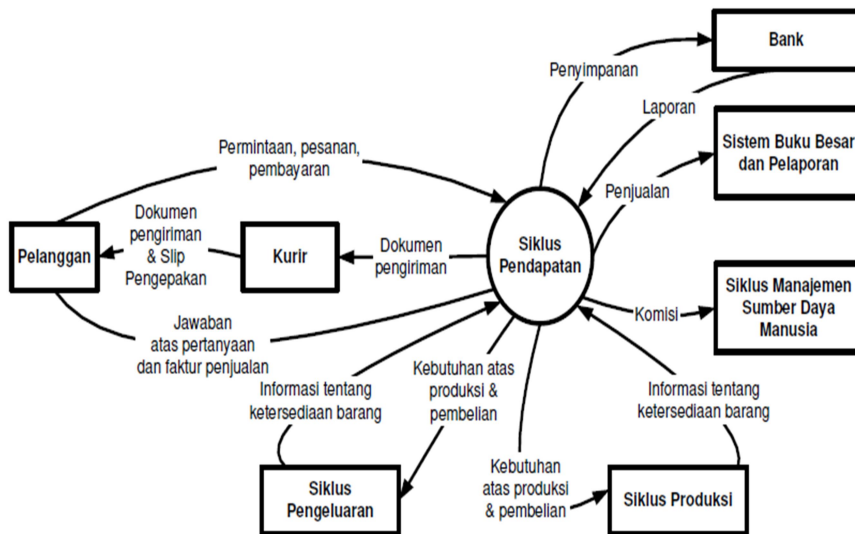 Bank
Penyimpanan
Laporan
Sistem Buku Besar
dan Pelaporan
Permintaan, pesanan,
pembayaran
Penjualan
Dokumen
pengiriman
& Slip
Pengepakan
Pelanggan
Kurir
Dokumen
pengiriman
Siklus
Pendapatan
Siklus Manajemen
Sumber Daya
Manusia
Komisi
Jawaban
atas pertanyaan
dan faktur penjualan
Informasi tentang
ketersediaan barang
Kebutuhan atas
produksi &
pembelian
Informasi tentang
ketersediaan barang
Kebutuhan
atas produksi
& pembelian
Siklus
Pengeluaran
Siklus Produksi